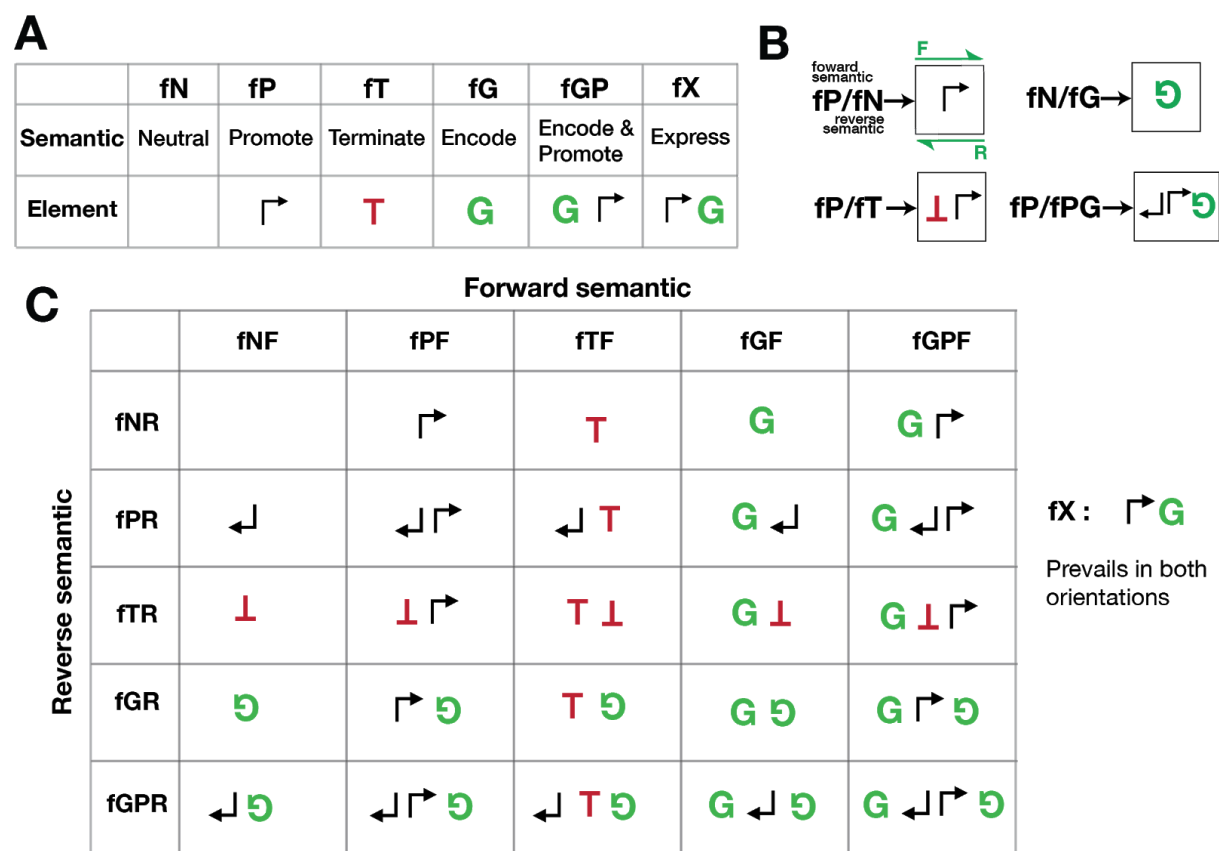 A
fN fP fT fG fGP fX
Semantic Neutral Promote Terminate Encode Encode & Promote Express
Element T G G G
B
F
foward
semantic
fP/fN
reverse
semantic
R
fN/fG
G
fP/fT
T
fP/fPG
G
C
Forward semantic
Reverse semantic
fNF fPF fTF fGF fGPF
fNR T G G
fPR T G G
fTR T T T T G T G T
fGR G G T G G G G G
fGPR G G T G G G G G
fX : G
Prevails in both
orientations